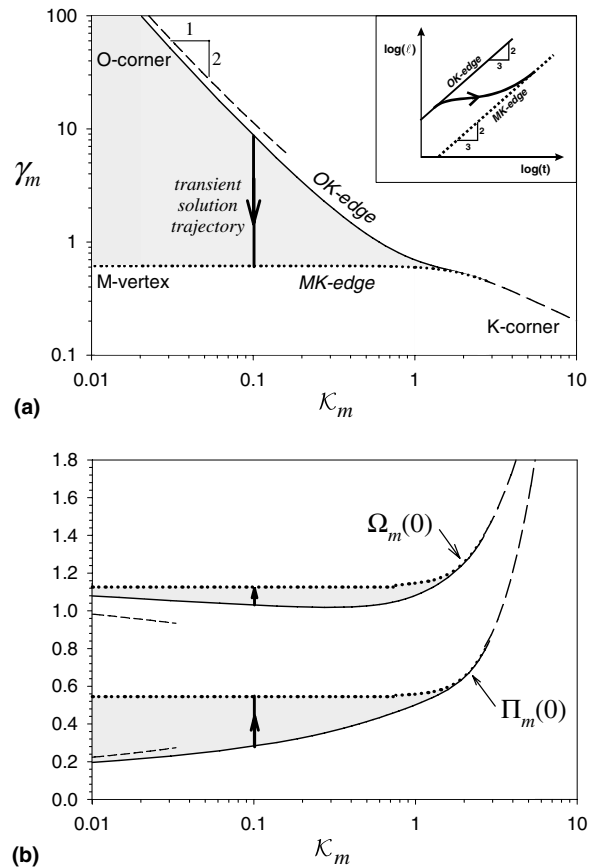 100
10
1
0.1
γm
O-corner
1
2
transient
solution
trajectory
OK-edge
M-vertex
MK-edge
K-corner
log(ℓ)
OK-edge
2
3
MK-edge
2
3
log(t)
0.01
0.1
1
10
(a)
𝒦m
1.8
1.6
1.4
1.2
1.0
0.8
0.6
0.4
0.2
0.0
Ωm(0)
Πm(0)
0.01
0.1
1
10
(b)
𝒦m